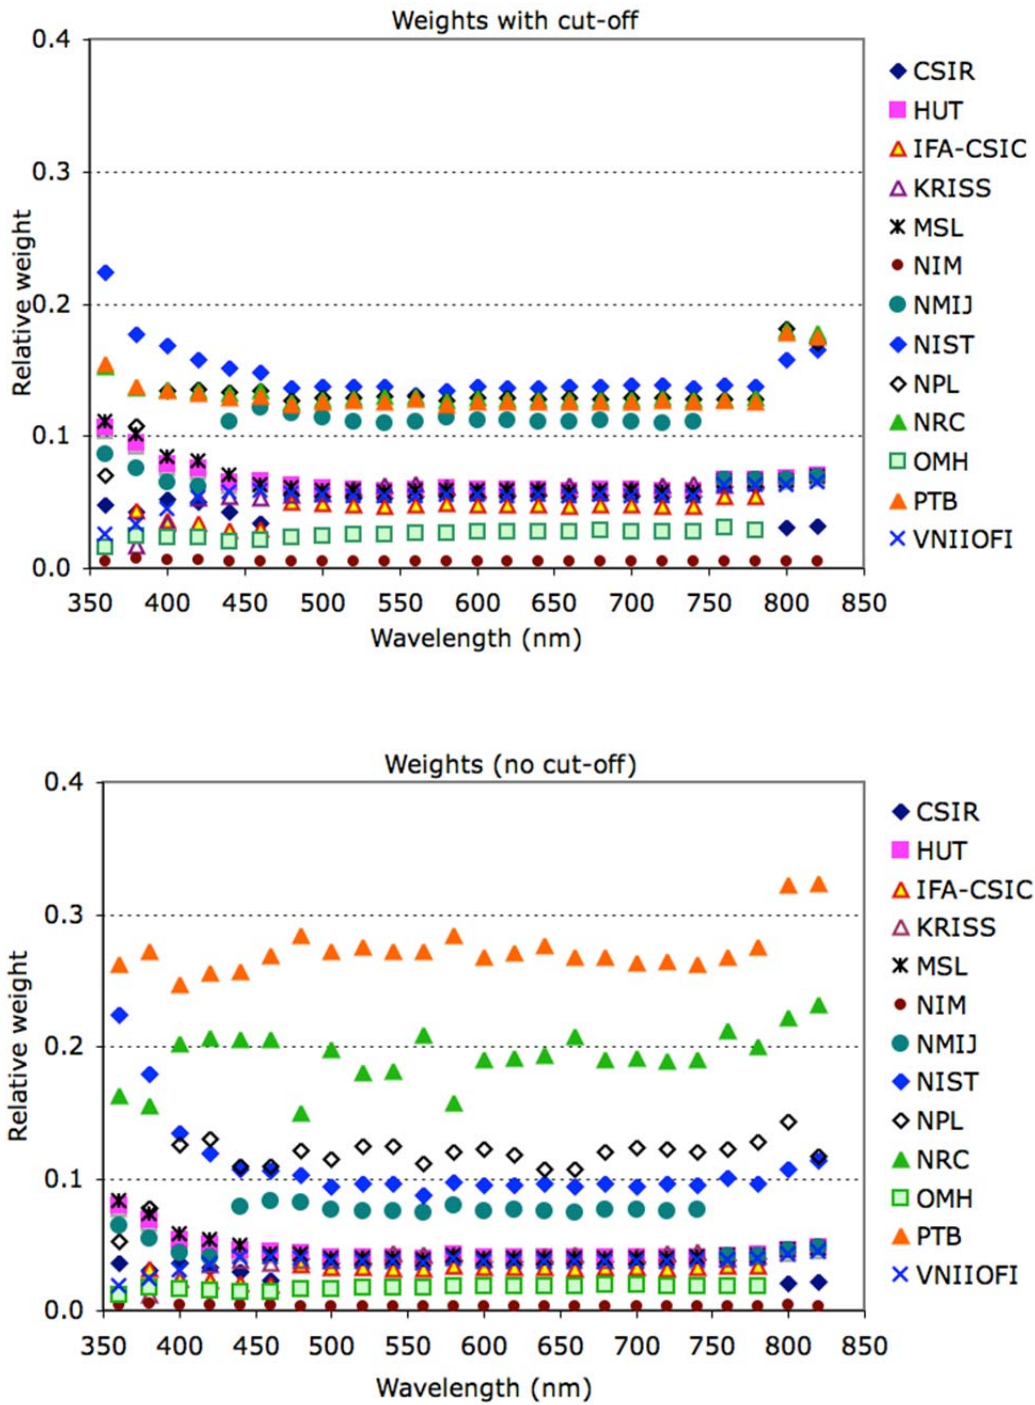 Weights with cut-off
0.4
0.3
0.2
0.1
0.0
Relative weight
350 400 450 500 550 600 650 700 750 800 850
Wavelength (nm)
CSIR
HUT
IFA-CSIC
KRISS
MSL
NIM
NMIJ
NIST
NPL
NRC
OMH
PTB
VNIIOFI
Weights (no cut-off)
0.4
0.3
0.2
0.1
0.0
Relative weight
350 400 450 500 550 600 650 700 750 800 850
Wavelength (nm)
CSIR
HUT
IFA-CSIC
KRISS
MSL
NIM
NMIJ
NIST
NPL
NRC
OMH
PTB
VNIIOFI